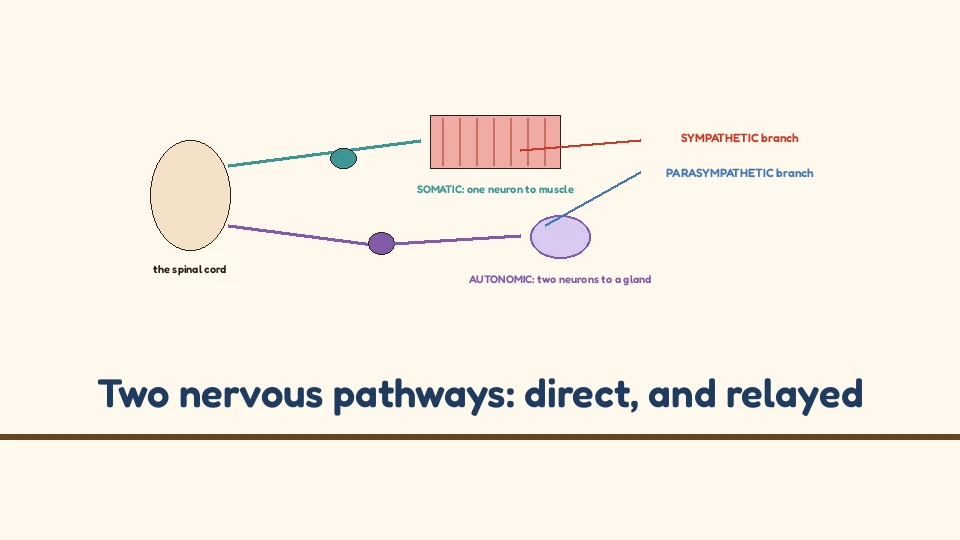 SYMPATHETIC branch
PARASYMPATHETIC branch
SOMATIC: one neuron to muscle
the spinal cord
AUTONOMIC: two neurons to a gland
Two nervous pathways: direct, and relayed